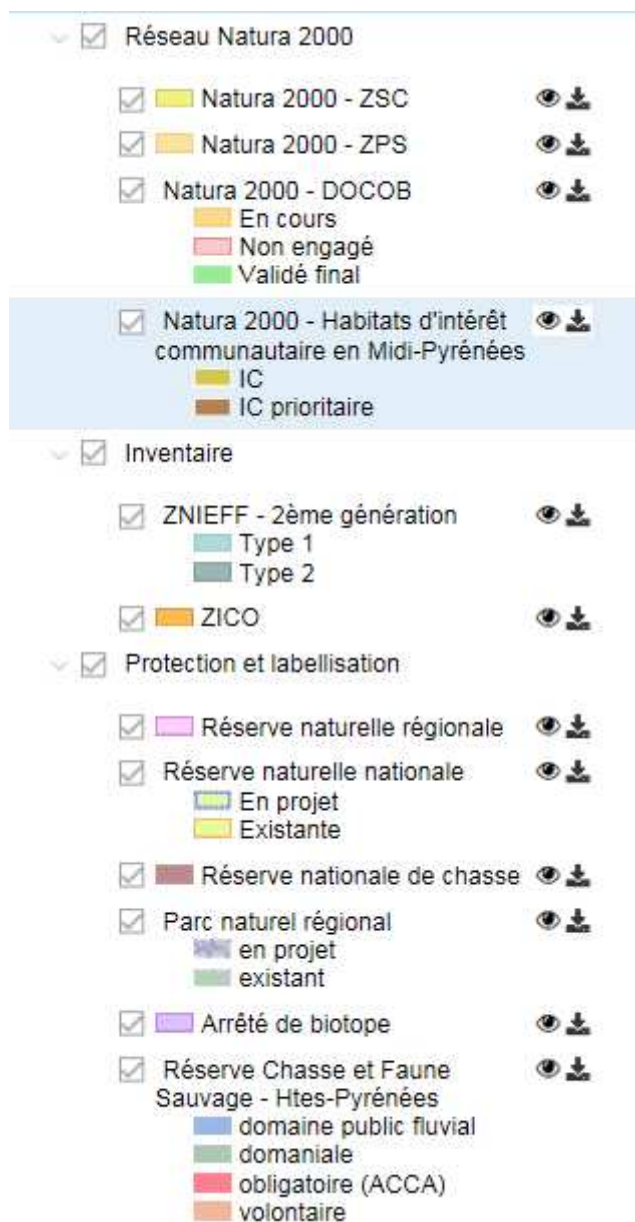 Réseau Natura 2000
Natura 2000 - ZSC
Natura 2000 - ZPS
Natura 2000 - DOCOB
En cours
Non engagé
Validé final
Natura 2000 - Habitats d'intérêt
communautaire en Midi-Pyrénées
IC
IC prioritaire
Inventaire
ZNIEFF - 2ème génération
Type 1
Type 2
ZICO
Protection et labellisation
Réserve naturelle régionale
Réserve naturelle nationale
En projet
Existante
Réserve nationale de chasse
Parc naturel régional
en projet
existant
Arrêté de biotope
Réserve Chasse et Faune
Sauvage - Htes-Pyrénées
domaine public fluvial
domaniale
obligatoire (ACCA)
volontaire